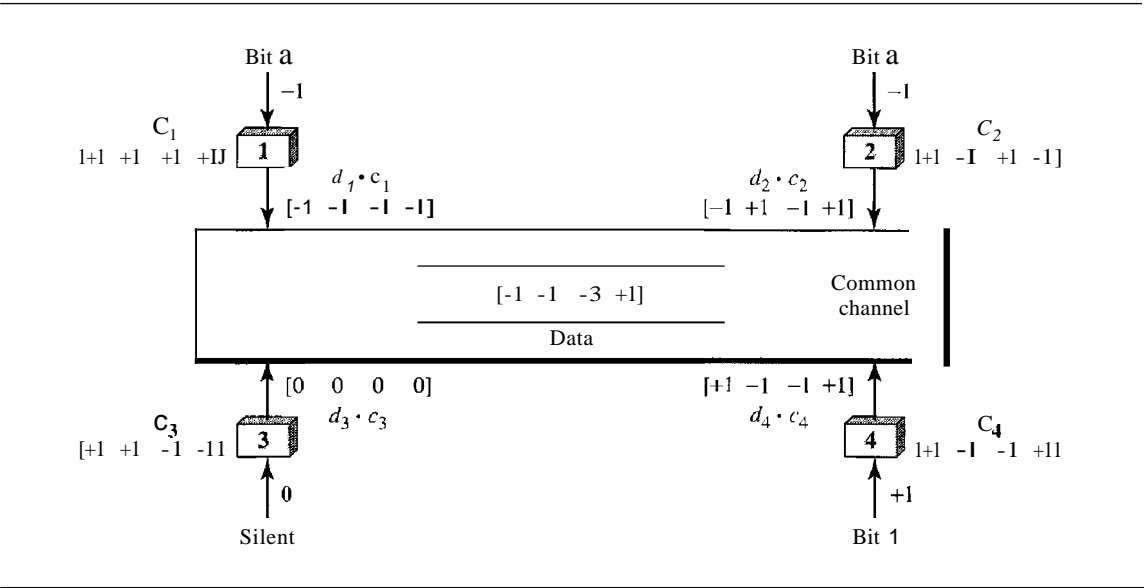 Bit a Bit a
–1 –1
C1 C2
1+1 +1 +1 +IJ 1 2 1+1 -I +1 -1]
d1 • c1 d2 • c2
[-1 -I -I -I] [–1 +1 –1 +1]
[-1 -1 -3 +1] Common channel
Data
[0 0 0 0] [+1 –1 –1 +1]
C3 d3 • c3 d4 • c4 C4
[+1 +1 -1 -11 3 4 1+1 -I -1 +11
0 +1
Silent Bit 1